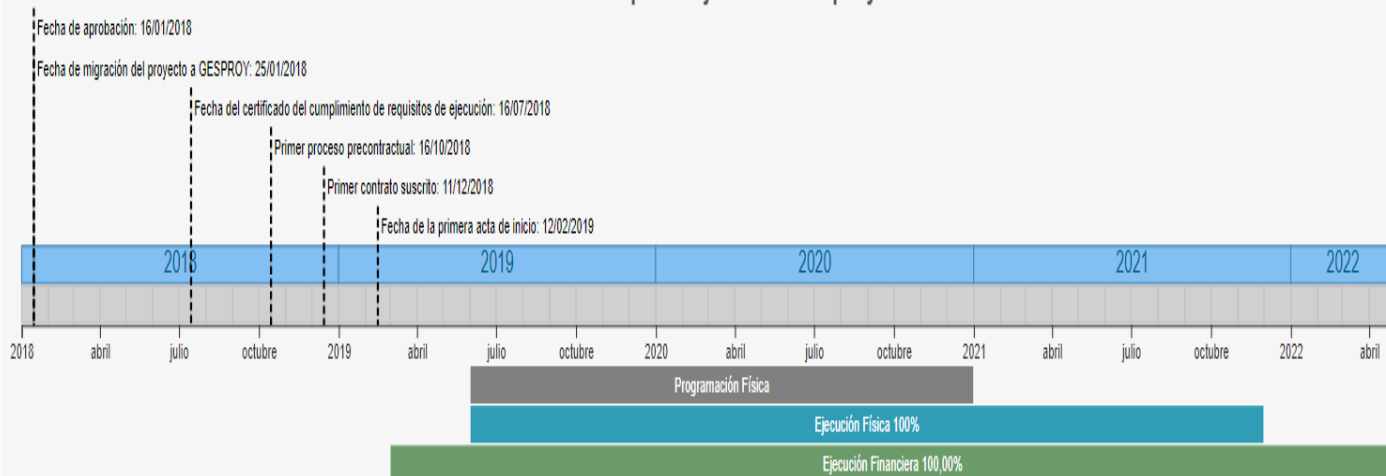 Fecha de aprobación: 16/01/2018
Fecha de migración del proyecto a GESPROY: 25/01/2018
Fecha del certificado del cumplimiento de requisitos de ejecución: 16/07/2018
Primer proceso precontractual: 16/10/2018
Primer contrato suscrito: 11/12/2018
Fecha de la primera acta de inicio: 12/02/2019
2018 2019 2020 2021 2022
2018 abril julio octubre 2019 abril julio octubre 2020 abril julio octubre 2021 abril julio octubre 2022 abril
Programación Física
Ejecución Física 100%
Ejecución Financiera 100,00%